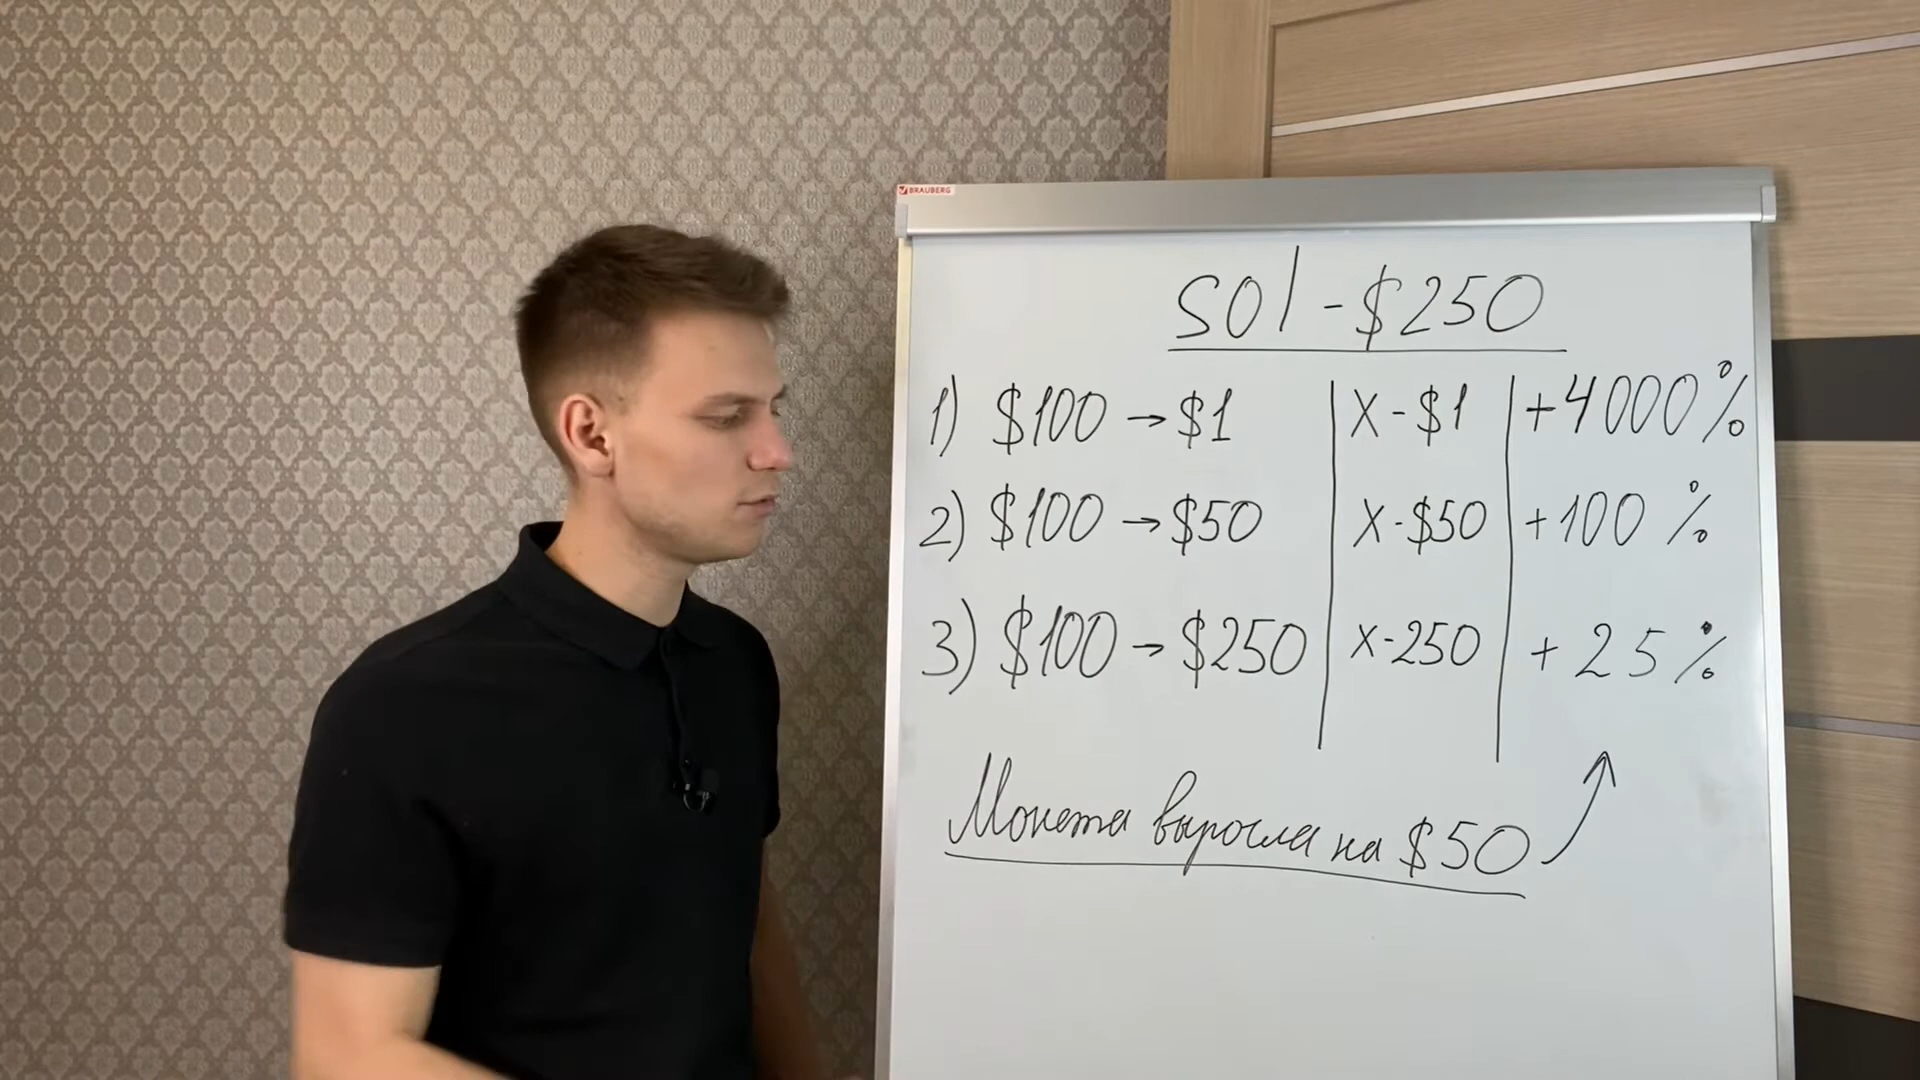 BRAUBERG
SOl - $250
1) $100 → $1 | X - $1 | +4000%
2) $100 → $50 | X - $50 | +100%
3) $100 → $250 | X - 250 | +25%
Монета выросла на $50